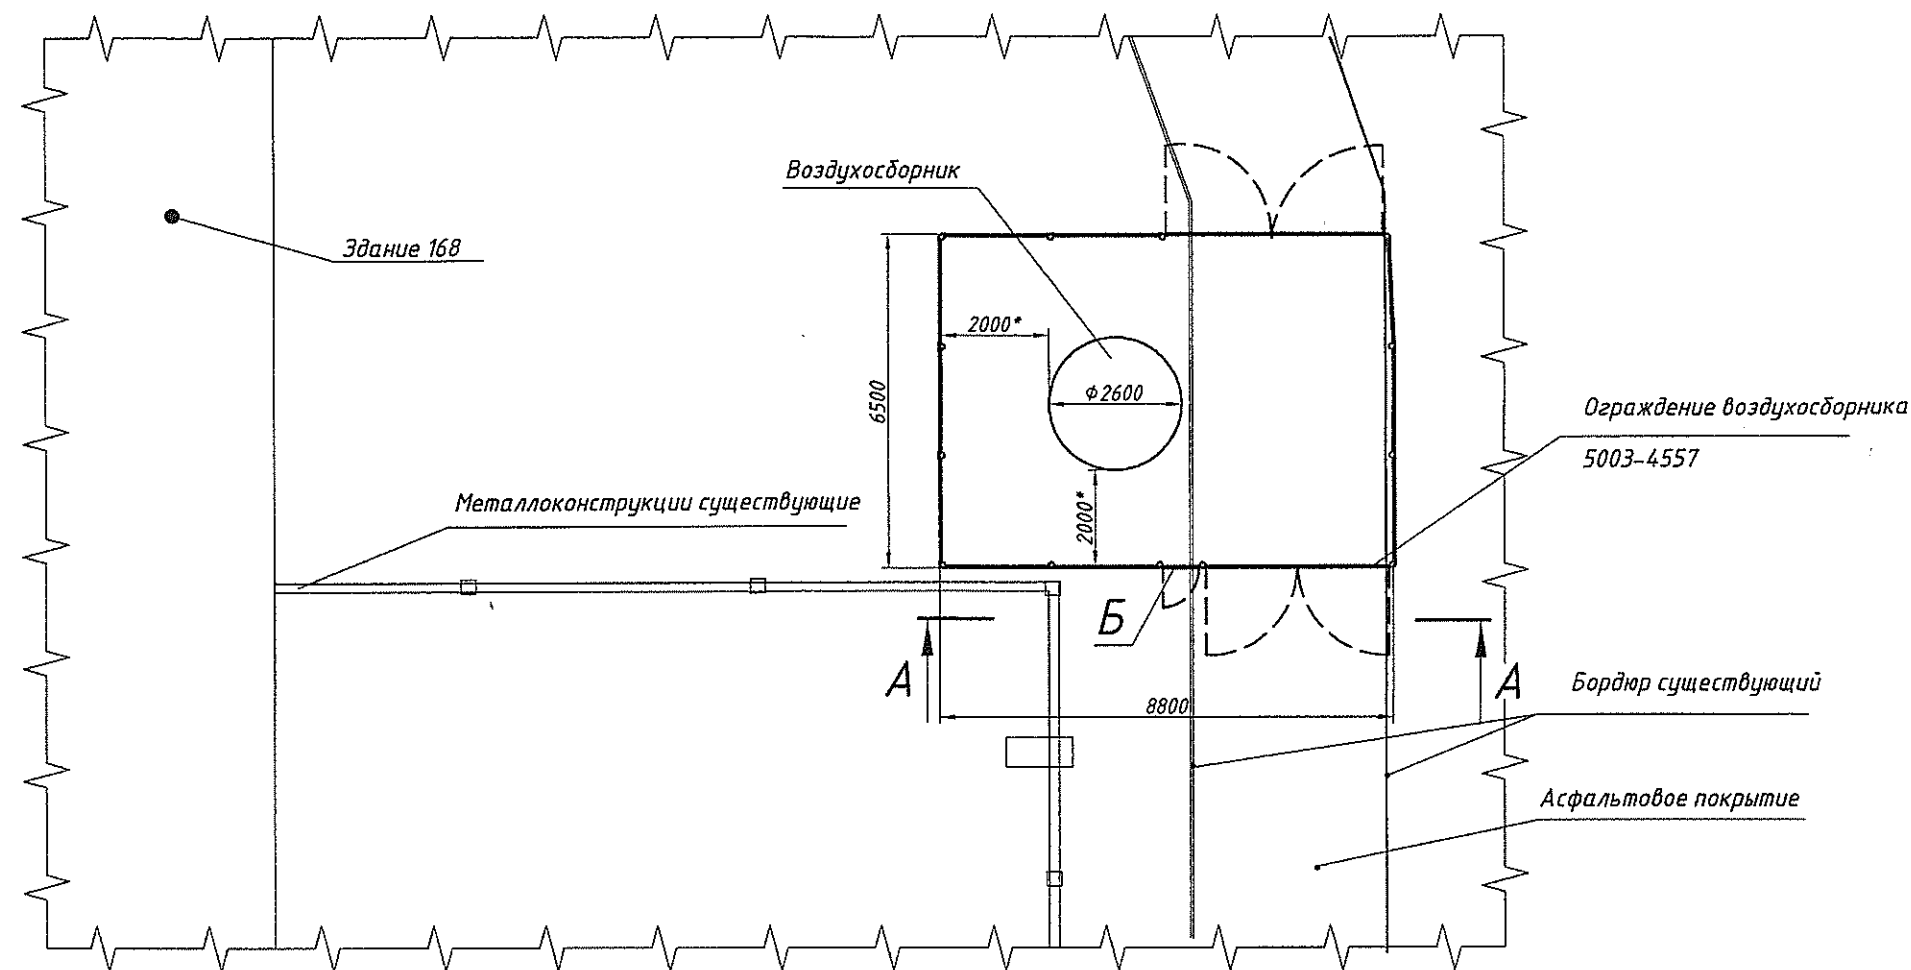 Воздухосборник
Здание 168
2000*
Ф2600
6500
Ограждение воздухосборника
5003-4557
Металлоконструкции существующие
2000*
Б
А
А
Бордюр существующий
8800
Асфальтовое покрытие